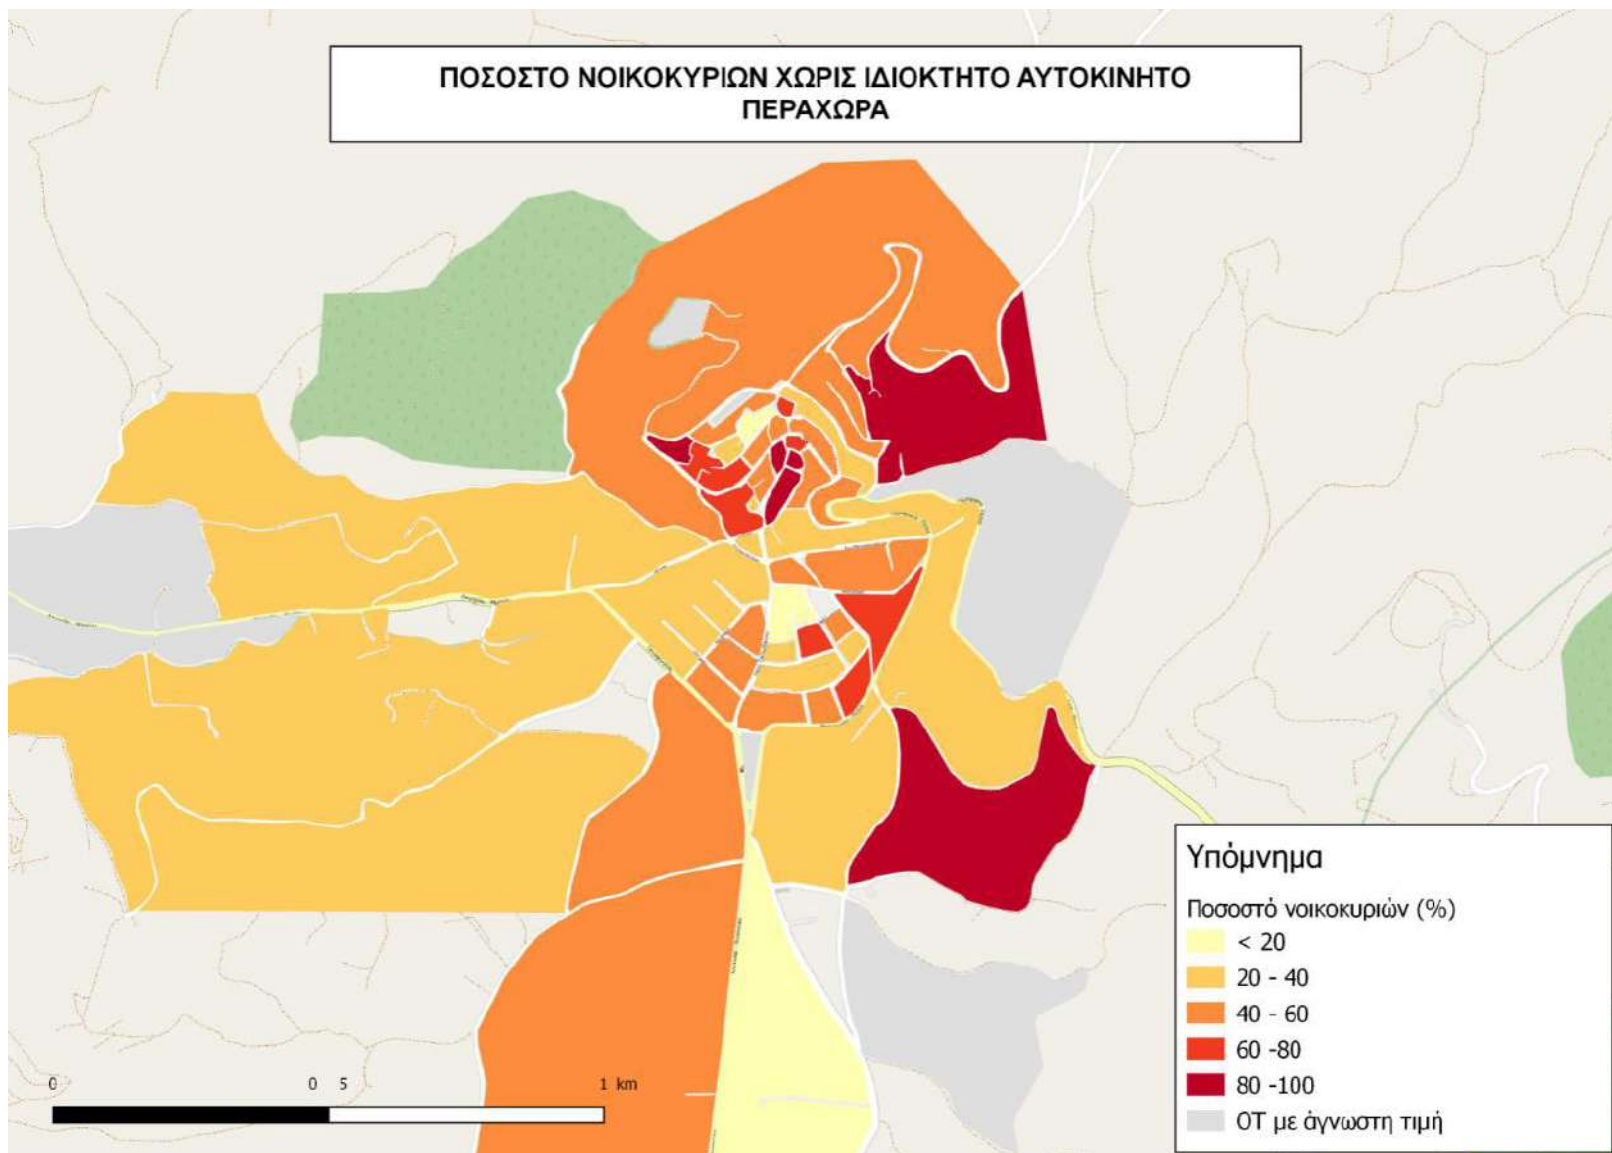 ΠΟΣΟΣΤΟ ΝΟΙΚΟΚΥΡΙΩΝ ΧΩΡΙΣ ΙΔΙΟΚΤΗΤΟ ΑΥΤΟΚΙΝΗΤΟ
ΠΕΡΑΧΩΡΑ
Υπόμνημα
Ποσοστό νοικοκυριών (%)
< 20
20 - 40
40 - 60
60 -80
80 -100
ΟΤ με άγνωστη τιμή
0 0 5 1 km